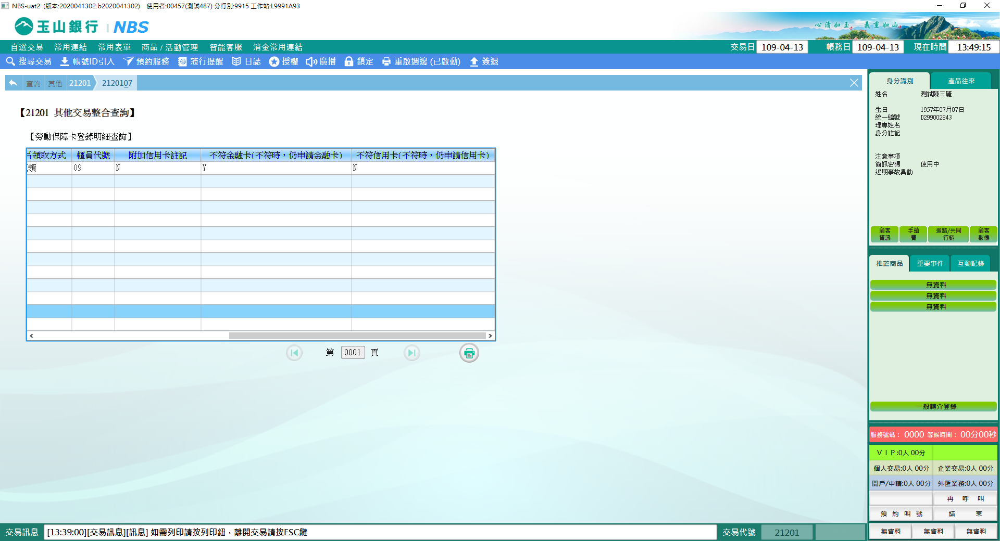 NBS-uat2 (版本:2020041302.b2020041302) 使用者:00457(測試487) 分行別:9915 工作站:L9991A93
玉山銀行 | NBS
心清如玉 義重如山
自選交易 常用連結 常用表單 商品 / 活動管理 智能客服 消金常用連結 交易日 109-04-13 帳務日 109-04-13 現在時間 13:49:15
搜尋交易 帳號ID引入 預約服務 蒞行提醒 日誌 授權 廣播 鎖定 重啟週邊 (已啟動) 簽退
查詢 其他 21201 2120107
【21201 其他交易整合查詢】
【勞動保障卡登錄明細查詢】
領取方式 櫃員代號 附加信用卡註記 不符金融卡(不符時，仍申請金融卡) 不符信用卡(不符時，仍申請信用卡)
領 09 N Y N
第 0001 頁
身分識別 產品往來
姓名 測試陳三麗
生日 1957年07月07日
統一編號 D299002843
理專姓名
身分註記
注意事項
簡訊密碼 使用中
近期事故異動
顧客資訊 手續費 通路/共同行銷 顧客影像
推薦商品 重要事件 互動記錄
無資料
無資料
無資料
一般轉介登錄
服務號碼： 0000 等候時間： 00分00秒
ＶＩＰ:0人 00分
個人交易:0人 00分 企業交易:0人 00分
開戶/申請:0人 00分 外匯業務:0人 00分
再 呼 叫
預 約 叫 號 結 束
無資料 無資料 無資料
交易訊息 [13:39:00][交易訊息][訊息] 如需列印請按列印鈕，離開交易請按ESC鍵 交易代號 21201